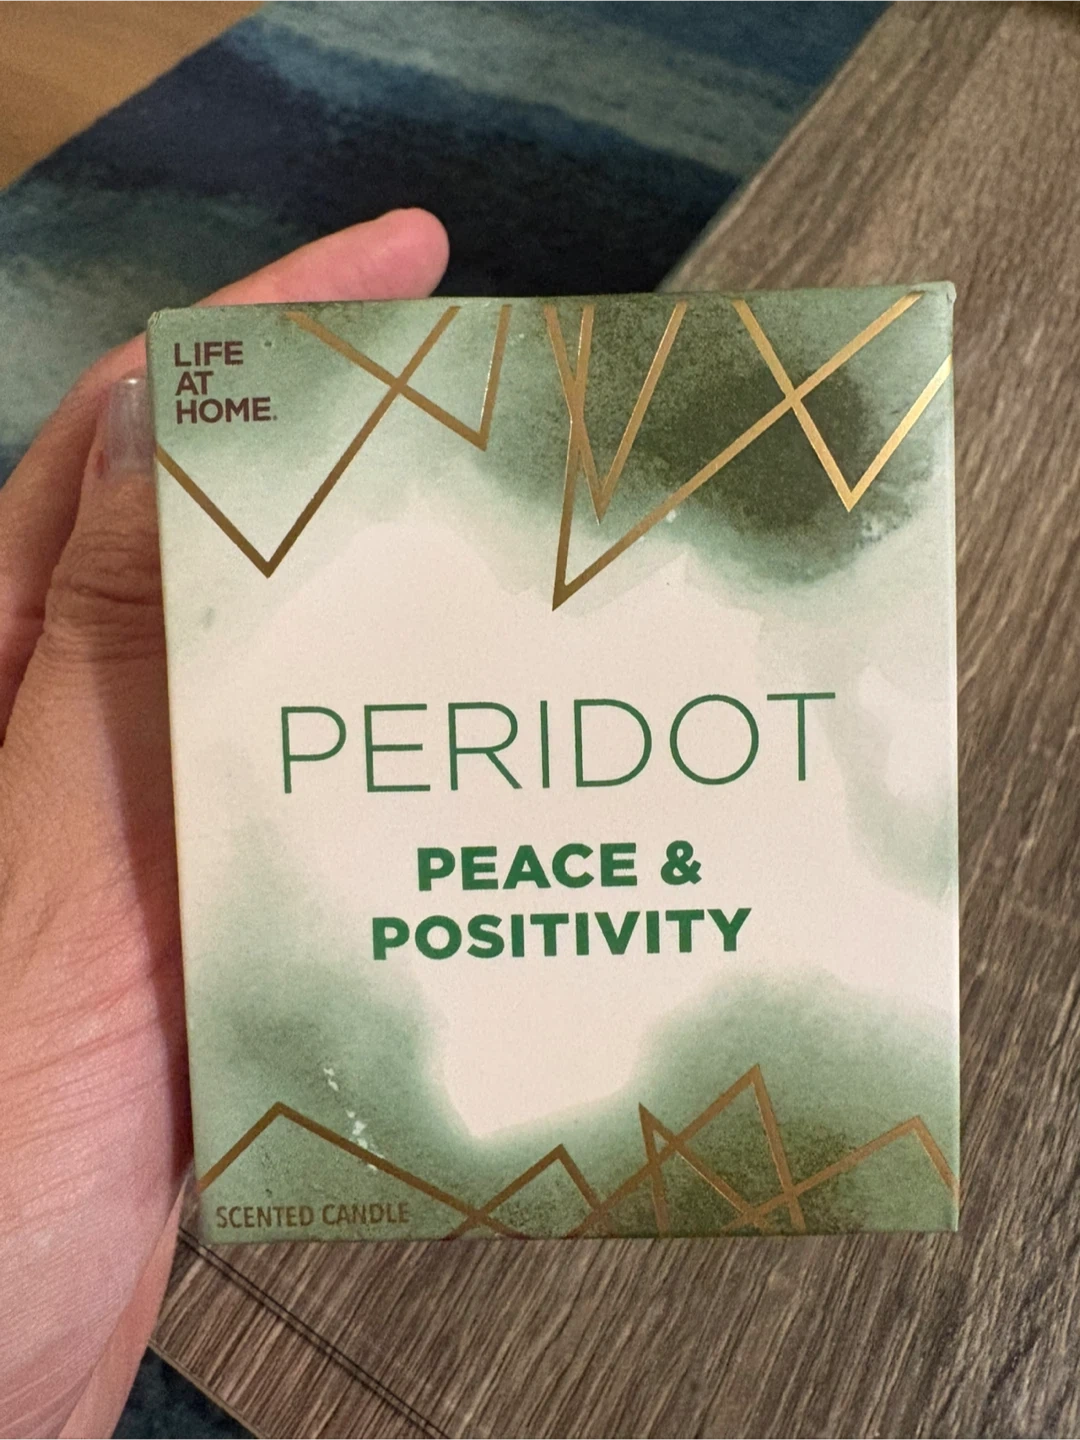 LIFE
AT
HOME.
PERIDOT
PEACE &
POSITIVITY
SCENTED CANDLE